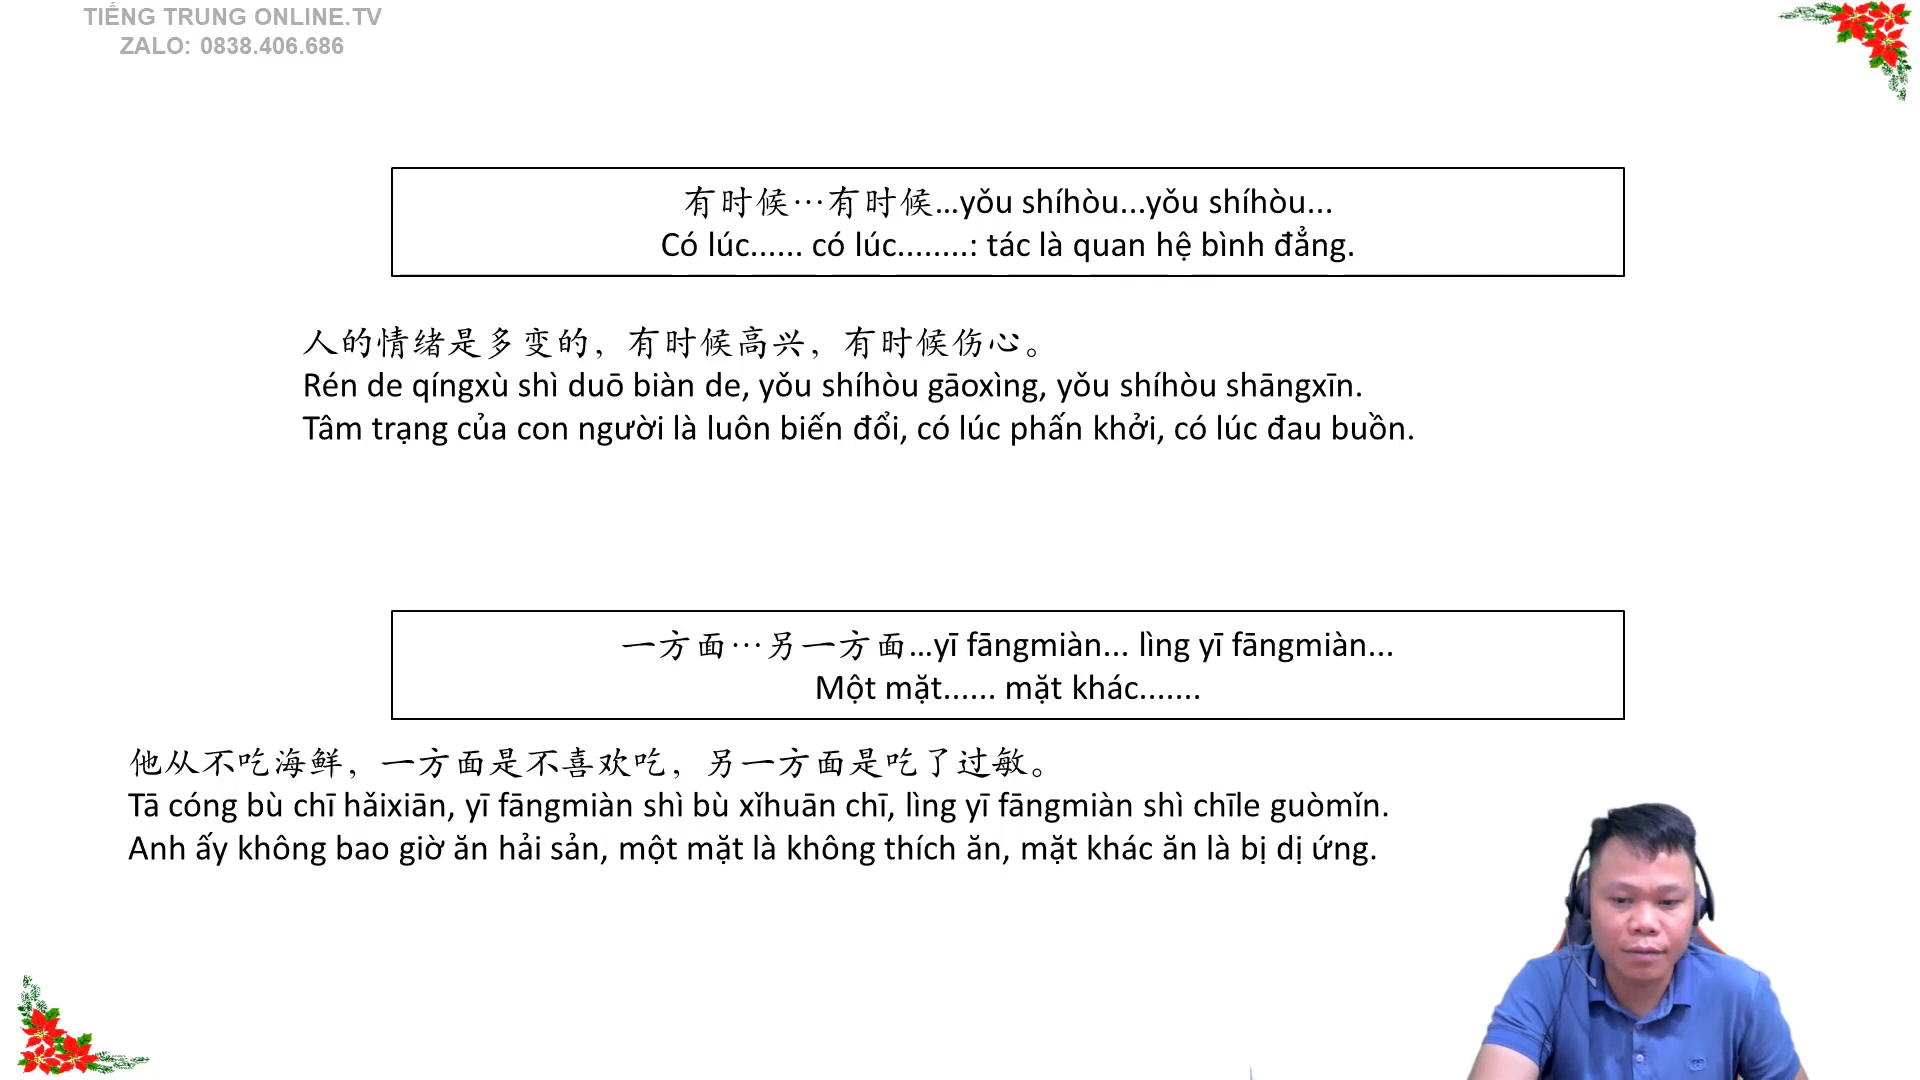 TIẾNG TRUNG ONLINE.TV
ZALO: 0838.406.686
有时候…有时候…yǒu shíhòu...yǒu shíhòu...
Có lúc...... có lúc........: tác là quan hệ bình đẳng.
人的情绪是多变的，有时候高兴，有时候伤心。
Rén de qíngxù shì duō biàn de, yǒu shíhòu gāoxìng, yǒu shíhòu shāngxīn.
Tâm trạng của con người là luôn biến đổi, có lúc phấn khởi, có lúc đau buồn.
一方面…另一方面…yī fāngmiàn... lìng yī fāngmiàn...
Một mặt...... mặt khác.......
他从不吃海鲜，一方面是不喜欢吃，另一方面是吃了过敏。
Tā cóng bù chī hǎixiān, yī fāngmiàn shì bù xǐhuān chī, lìng yī fāngmiàn shì chīle guòmǐn.
Anh ấy không bao giờ ăn hải sản, một mặt là không thích ăn, mặt khác ăn là bị dị ứng.